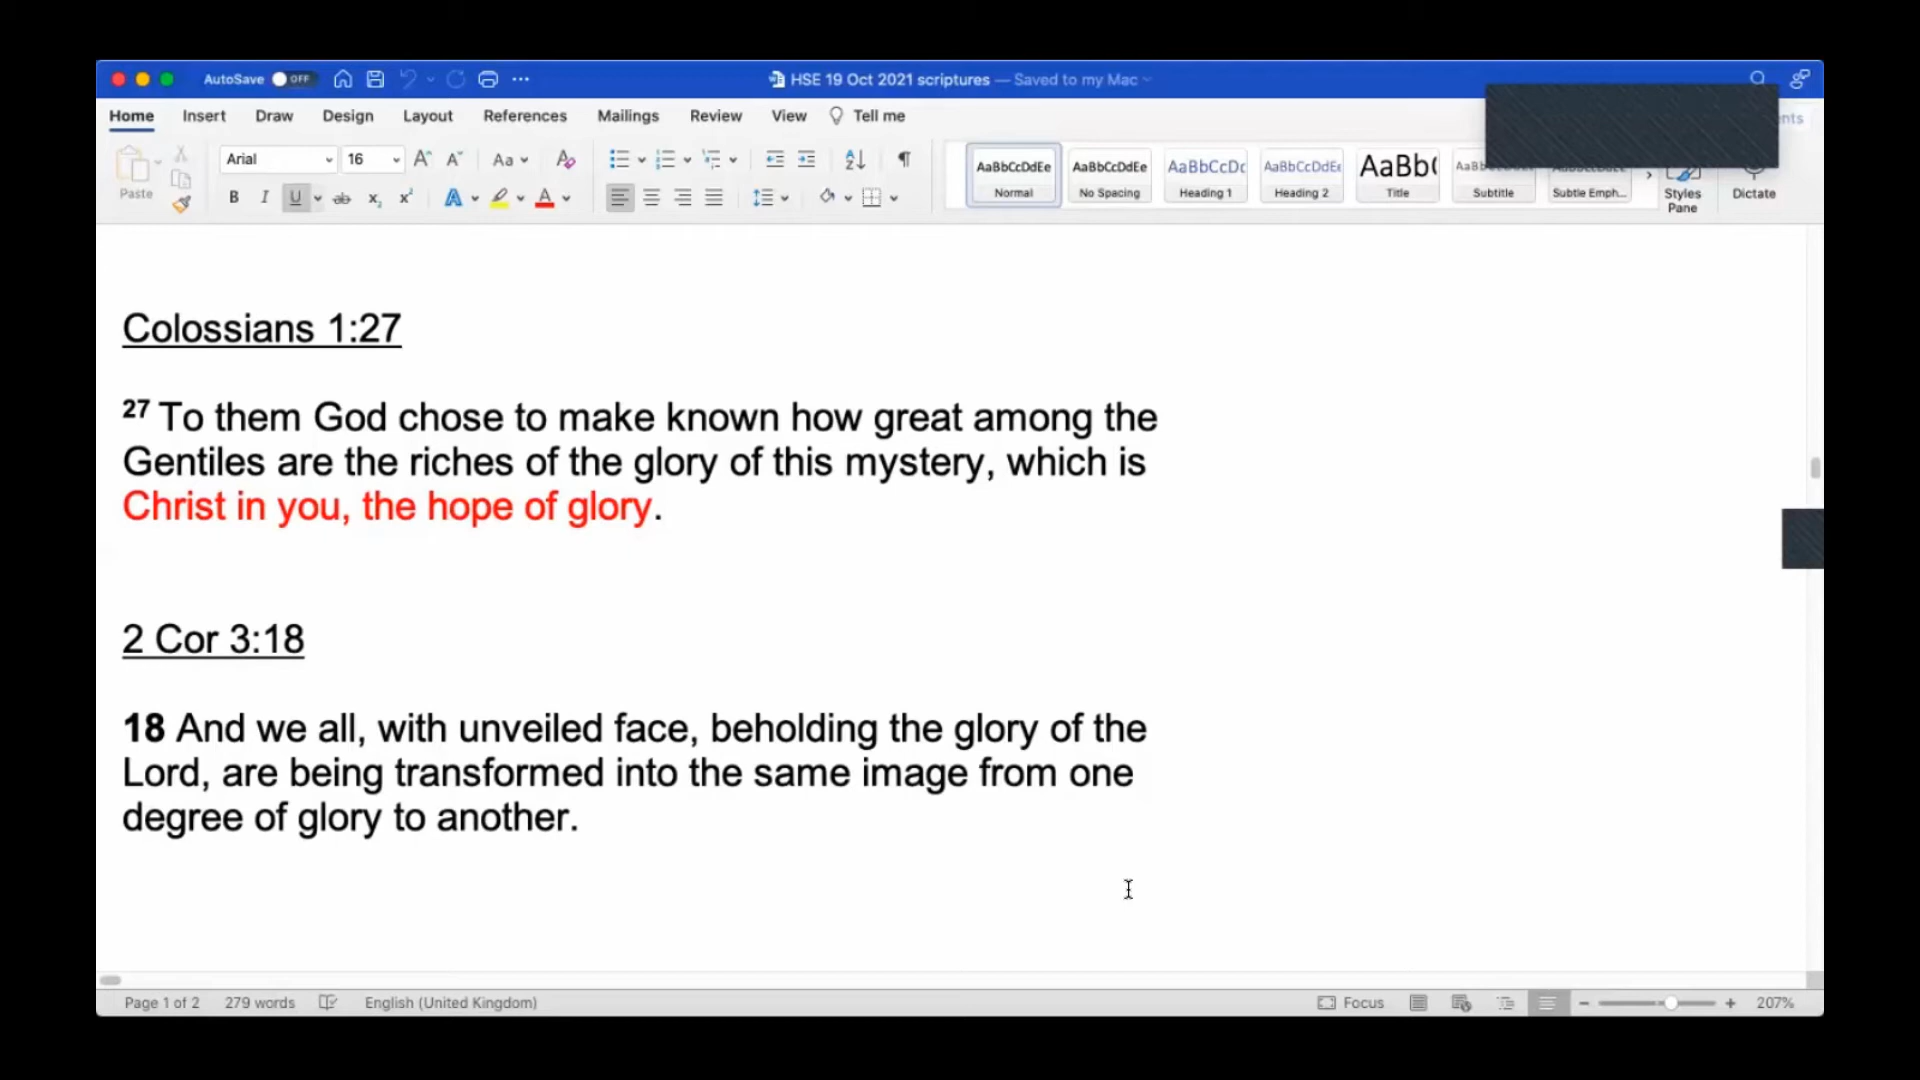 AutoSave OFF
HSE 19 Oct 2021 scriptures — Saved to my Mac
Home Insert Draw Design Layout References Mailings Review View Tell me
Paste
Arial 16
Aa
AaBbCcDdEe AaBbCcDdEe AaBbCcDc AaBbCcDdEe AaBb(
Normal No Spacing Heading 1 Heading 2 Title Subtitle Subtle Emph...
Styles Pane
Dictate
Colossians 1:27
27 To them God chose to make known how great among the
Gentiles are the riches of the glory of this mystery, which is
Christ in you, the hope of glory.
2 Cor 3:18
18 And we all, with unveiled face, beholding the glory of the
Lord, are being transformed into the same image from one
degree of glory to another.
Page 1 of 2 279 words English (United Kingdom) Focus 207%